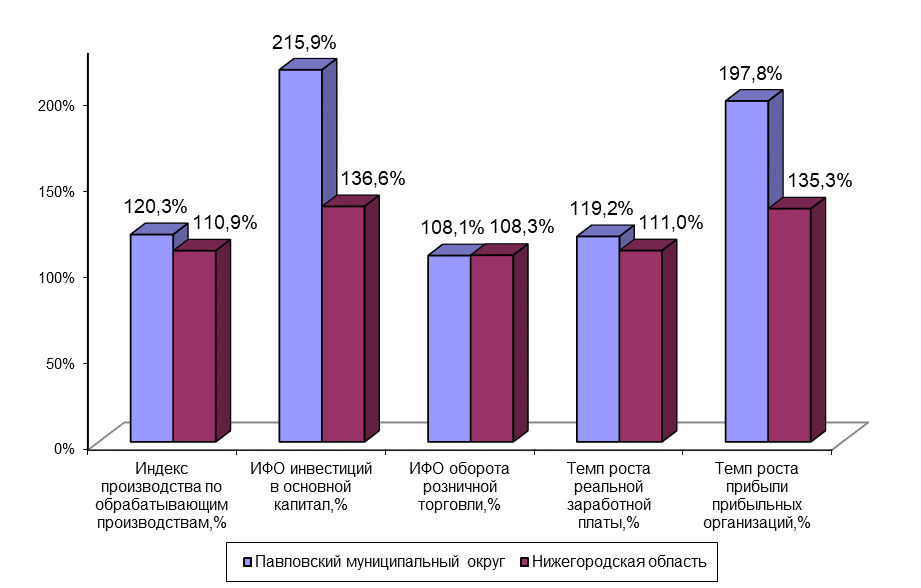 215,9%
197,8%
200%
136,6%
135,3%
150%
120,3%
110,9%
108,1%
108,3%
119,2%
111,0%
100%
50%
0%
Индекс
производства по
обрабатывающим
производствам,%
ИФО инвестиций
в основной
капитал,%
ИФО оборота
розничной
торговли,%
Темп роста
реальной
заработной
платы,%
Темп роста
прибыли
прибыльных
организаций,%
Павловский муниципальный округ
Нижегородская область